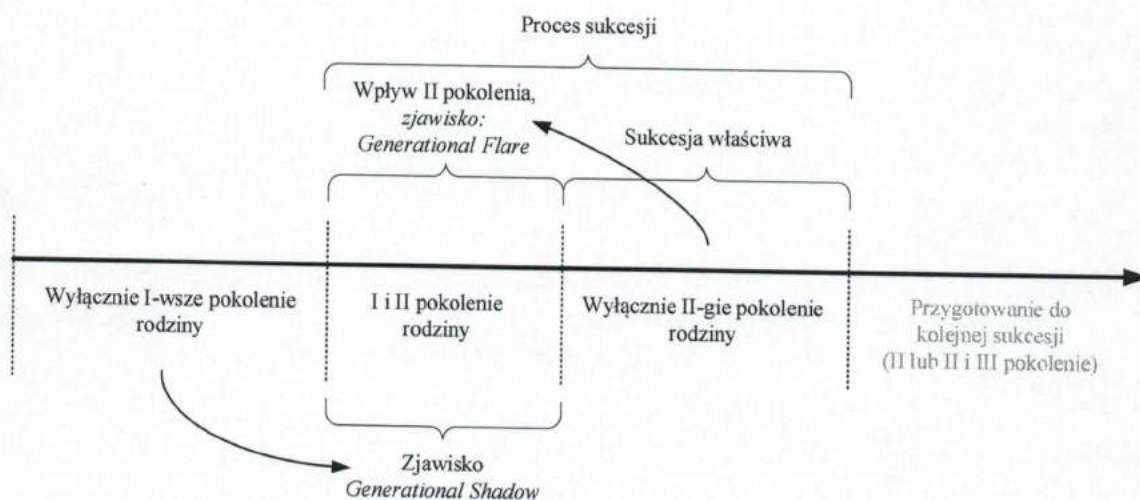 Proces sukcesji
Wpływ II pokolenia,
zjawisko:
Generational Flare
Sukcesja właściwa
Wyłącznie I-wsze pokolenie
rodziny
I i II pokolenie
rodziny
Wyłącznie II-gie pokolenie
rodziny
Przygotowanie do
kolejnej sukcesji
(II lub II i III pokolenie)
Zjawisko
Generational Shadow